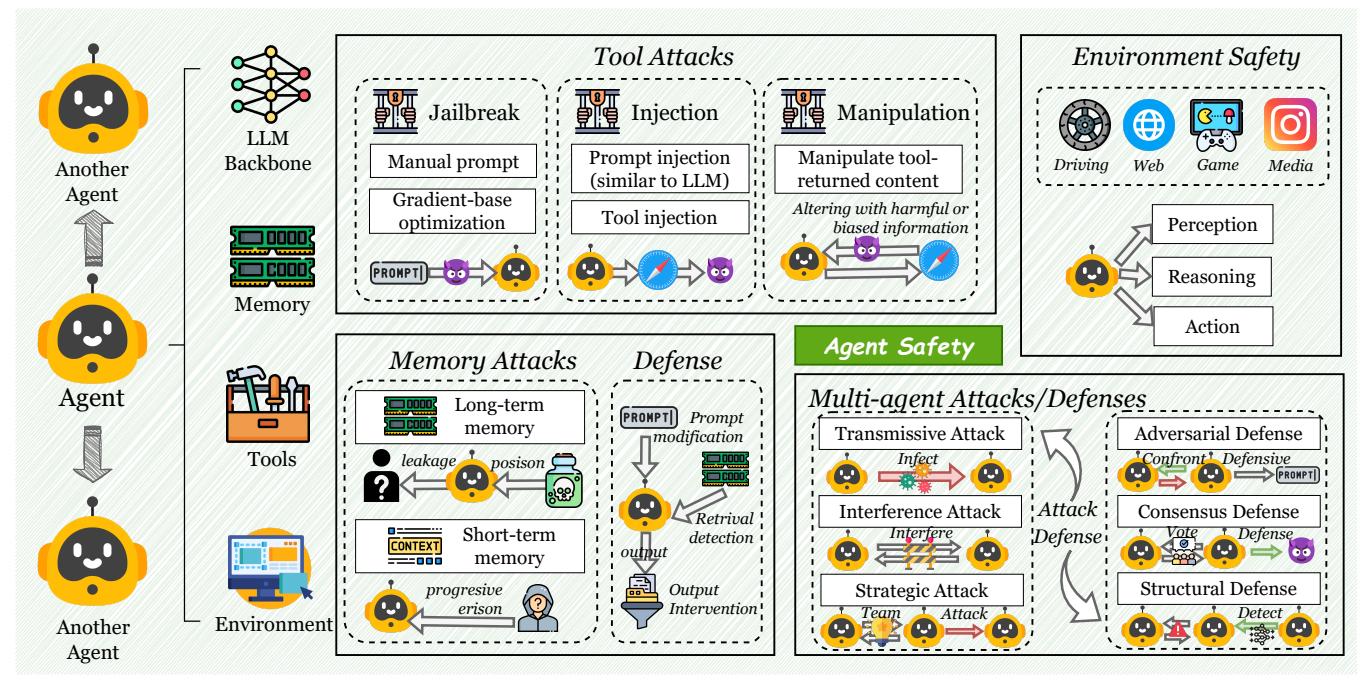 Another
Agent
Agent
Another
Agent
LLM
Backbone
Memory
Tools
Environment
Tool Attacks
Jailbreak
Manual prompt
Gradient-base
optimization
PROMPT
Injection
Prompt injection
(similar to LLM)
Tool injection
Manipulation
Manipulate tool-
returned content
Altering with harmful or
biased information
Environment Safety
Driving
Web
Game
Media
Perception
Reasoning
Action
Agent Safety
Memory Attacks
Long-term
memory
leakage
posison
CONTEXT
Short-term
memory
progresive
erison
Defense
PROMPT
Prompt
modification
Retrival
detection
output
Output
Intervention
Multi-agent Attacks/Defenses
Transmissive Attack
Infect
Interference Attack
Interfere
Strategic Attack
Team
Attack
Attack
Defense
Adversarial Defense
Confront
Defensive
PROMPT
Consensus Defense
Vote
Defense
Structural Defense
Detect